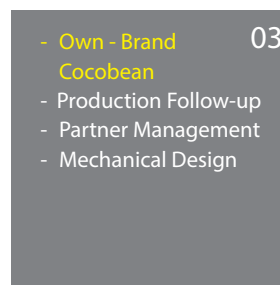 - Own - Brand 03
Cocobean
- Production Follow-up
- Partner Management
- Mechanical Design